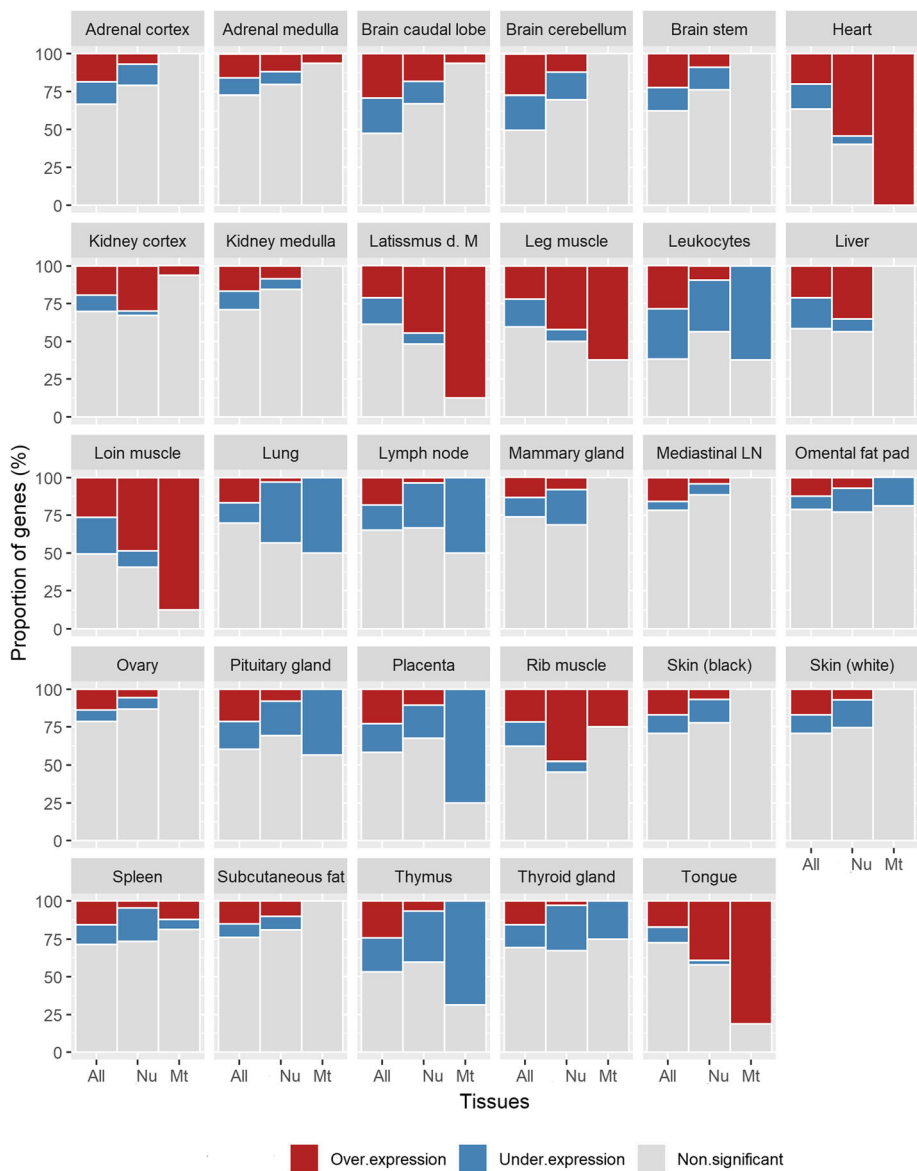 Adrenal cortex Adrenal medulla Brain caudal lobe Brain cerebellum Brain stem Heart
100
75
50
25
0
Kidney cortex Kidney medulla Latissmus d. M Leg muscle Leukocytes Liver
100
75
50
25
0
Loin muscle Lung Lymph node Mammary gland Mediastinal LN Omental fat pad
100
75
50
25
0
Ovary Pituitary gland Placenta Rib muscle Skin (black) Skin (white)
100
75
50
25
0
All Nu Mt
Spleen Subcutaneous fat Thymus Thyroid gland Tongue
100
75
50
25
0
All Nu Mt All Nu Mt All Nu Mt All Nu Mt All Nu Mt
Proportion of genes (%)
Tissues
Over.expression Under.expression Non.significant